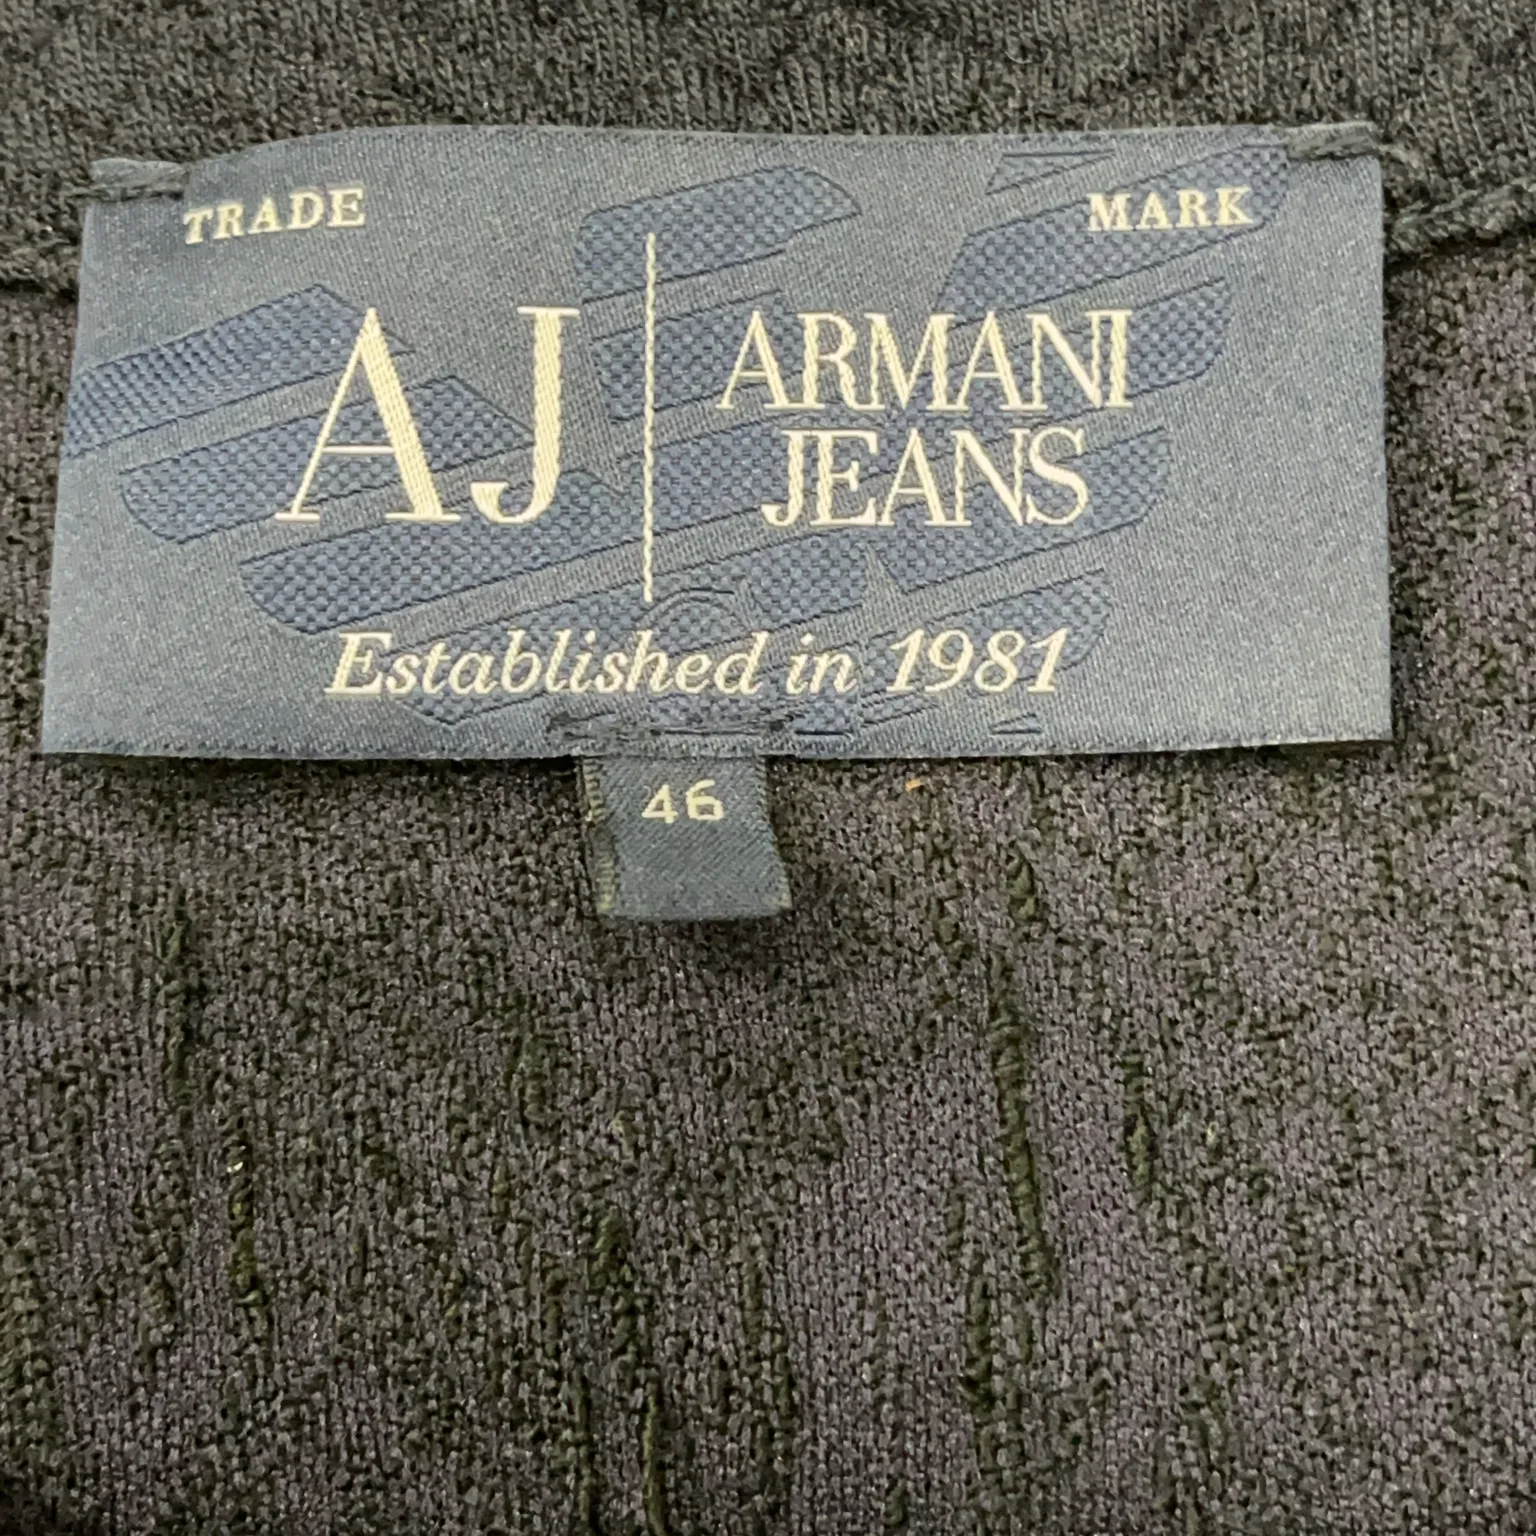 TRADE MARK
AJ ARMANI
JEANS
Established in 1981
46